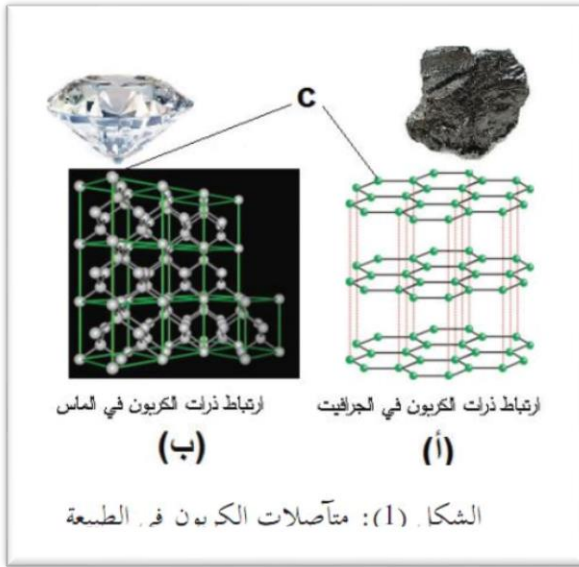 C
ارتباط ذرات الكربون في الجرافيت
ارتباط ذرات الكربون في الماس
(أ)
(ب)
الشكل (1): متآصلات الكربون في الطبيعة